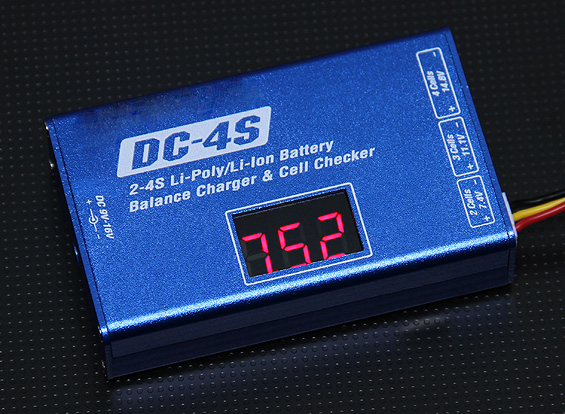 DC-4S
2-4S Li-Poly/Li-Ion Battery
Balance Charger & Cell Checker
752
DC 9V-16V
+ -
4 Cells
14.8V
+ -
3 Cells
11.1V
+ -
2 Cells
7.4V
+ -